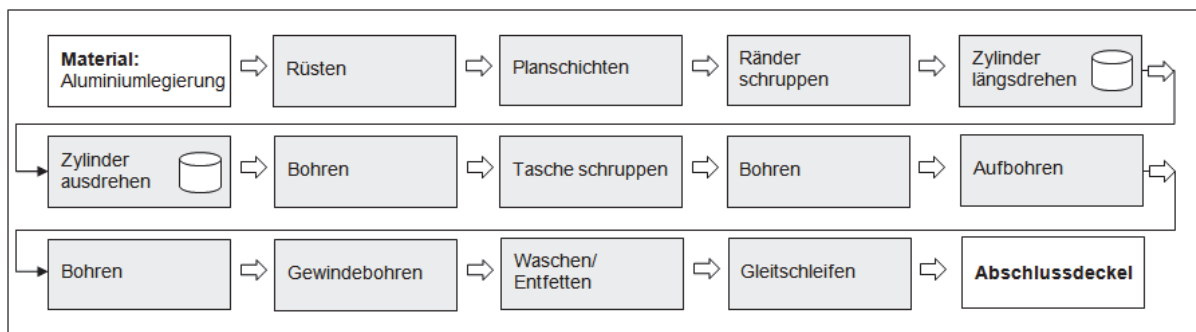 Material:
Aluminiumlegierung
Rüsten
Planschichten
Ränder
schruppen
Zylinder
längsdrehen
Zylinder
ausdrehen
Bohren
Tasche schruppen
Bohren
Aufbohren
Bohren
Gewindebohren
Waschen/
Entfetten
Gleitschleifen
Abschlussdeckel